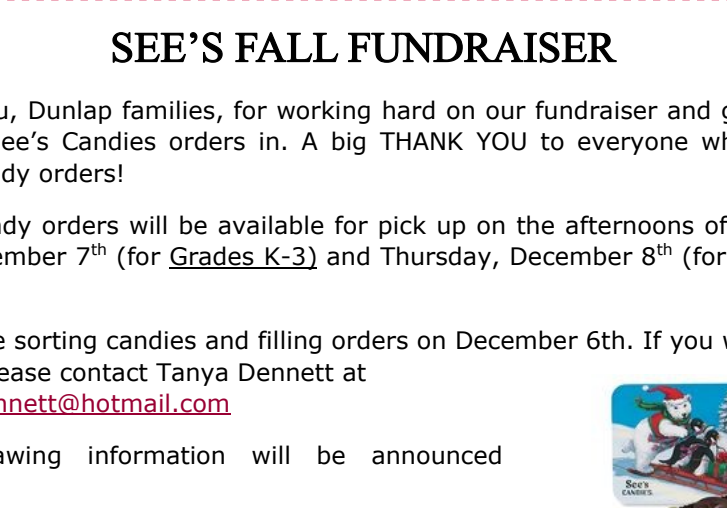 SEE'S FALL FUNDRAISER
u, Dunlap families, for working hard on our fundraiser and g
ee's Candies orders in. A big THANK YOU to everyone wh
dy orders!
dy orders will be available for pick up on the afternoons of
ember 7th (for Grades K-3) and Thursday, December 8th (for
e sorting candies and filling orders on December 6th. If you w
ease contact Tanya Dennett at
nnett@hotmail.com
awing information will be announced
See's
CANDIES